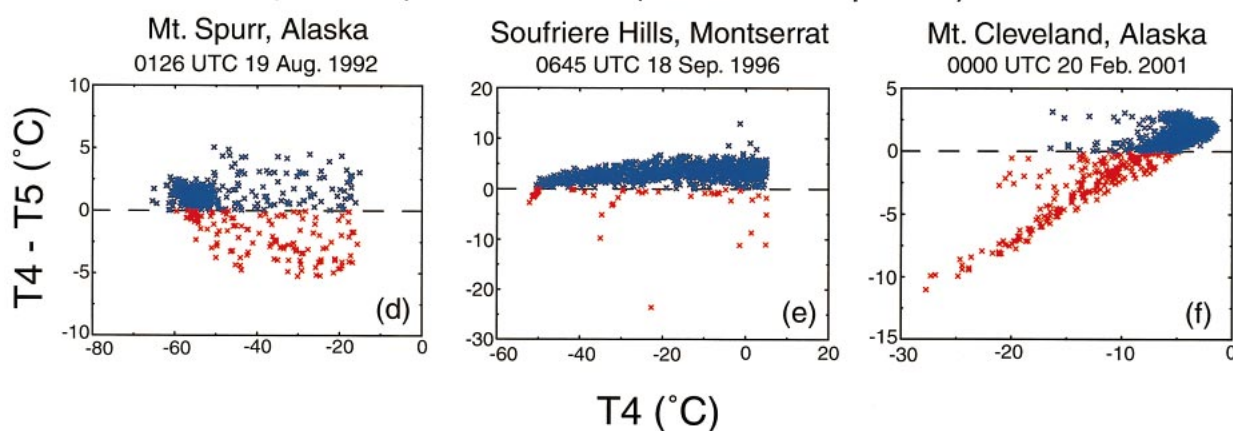 Mt. Spurr, Alaska
0126 UTC 19 Aug. 1992
Soufriere Hills, Montserrat
0645 UTC 18 Sep. 1996
Mt. Cleveland, Alaska
0000 UTC 20 Feb. 2001
T4 - T5 (˚C)
10
5
0
-5
-10
-80
-60
-40
-20
0
(d)
20
10
0
-10
-20
-30
-60
-40
-20
0
20
(e)
5
0
-5
-10
-15
-30
-20
-10
0
(f)
T4 (˚C)